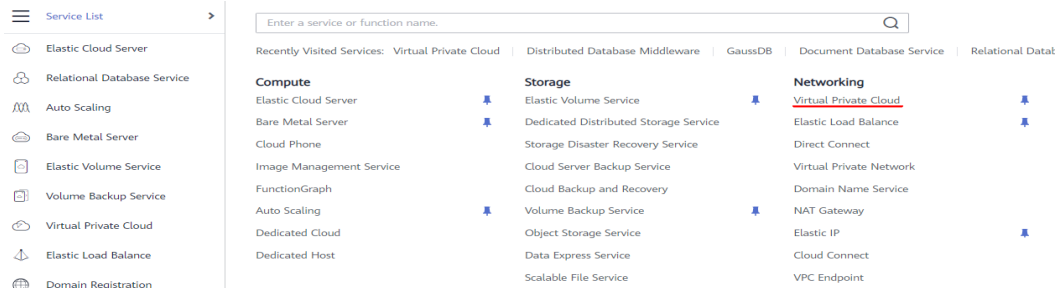 Service List >
Elastic Cloud Server
Relational Database Service
Auto Scaling
Bare Metal Server
Elastic Volume Service
Volume Backup Service
Virtual Private Cloud
Elastic Load Balance
Domain Registration
Enter a service or function name.
Recently Visited Services: Virtual Private Cloud | Distributed Database Middleware | GaussDB | Document Database Service | Relational Datab
Compute
Elastic Cloud Server
Bare Metal Server
Cloud Phone
Image Management Service
FunctionGraph
Auto Scaling
Dedicated Cloud
Dedicated Host
Storage
Elastic Volume Service
Dedicated Distributed Storage Service
Storage Disaster Recovery Service
Cloud Server Backup Service
Cloud Backup and Recovery
Volume Backup Service
Object Storage Service
Data Express Service
Scalable File Service
Networking
Virtual Private Cloud
Elastic Load Balance
Direct Connect
Virtual Private Network
Domain Name Service
NAT Gateway
Elastic IP
Cloud Connect
VPC Endpoint